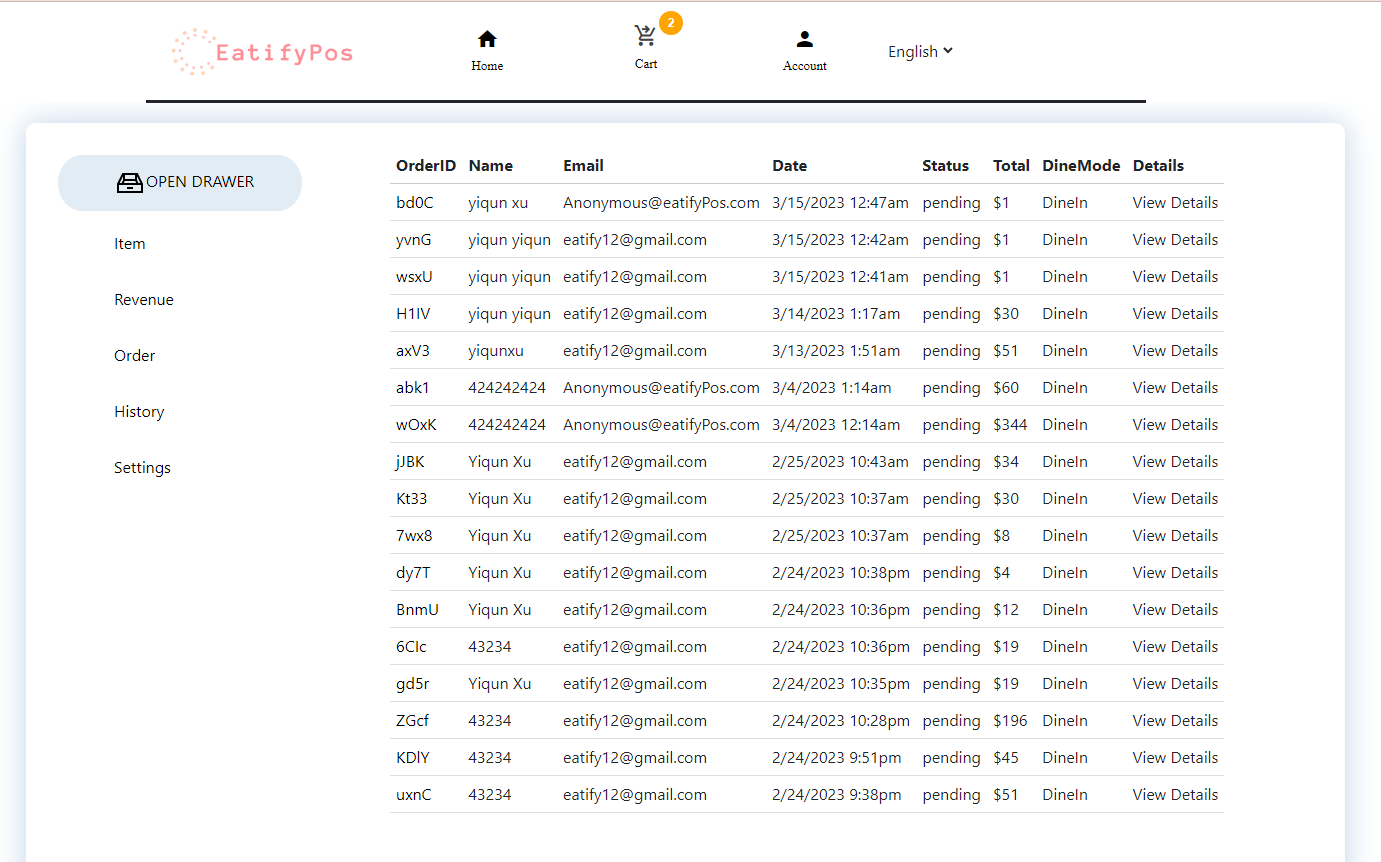 EatifyPos
Home
Cart
2
Account
English
OPEN DRAWER
Item
Revenue
Order
History
Settings
OrderID Name Email Date Status Total DineMode Details
bd0C yiqun xu Anonymous@eatifyPos.com 3/15/2023 12:47am pending $1 DineIn View Details
yvnG yiqun yiqun eatify12@gmail.com 3/15/2023 12:42am pending $1 DineIn View Details
wsxU yiqun yiqun eatify12@gmail.com 3/15/2023 12:41am pending $1 DineIn View Details
H1IV yiqun yiqun eatify12@gmail.com 3/14/2023 1:17am pending $30 DineIn View Details
axV3 yiqunxu eatify12@gmail.com 3/13/2023 1:51am pending $51 DineIn View Details
abk1 424242424 Anonymous@eatifyPos.com 3/4/2023 1:14am pending $60 DineIn View Details
wOxK 424242424 Anonymous@eatifyPos.com 3/4/2023 12:14am pending $344 DineIn View Details
jJBK Yiqun Xu eatify12@gmail.com 2/25/2023 10:43am pending $34 DineIn View Details
Kt33 Yiqun Xu eatify12@gmail.com 2/25/2023 10:37am pending $30 DineIn View Details
7wx8 Yiqun Xu eatify12@gmail.com 2/25/2023 10:37am pending $8 DineIn View Details
dy7T Yiqun Xu eatify12@gmail.com 2/24/2023 10:38pm pending $4 DineIn View Details
BnmU Yiqun Xu eatify12@gmail.com 2/24/2023 10:36pm pending $12 DineIn View Details
6CIc 43234 eatify12@gmail.com 2/24/2023 10:36pm pending $19 DineIn View Details
gd5r Yiqun Xu eatify12@gmail.com 2/24/2023 10:35pm pending $19 DineIn View Details
ZGcf 43234 eatify12@gmail.com 2/24/2023 10:28pm pending $196 DineIn View Details
KDlY 43234 eatify12@gmail.com 2/24/2023 9:51pm pending $45 DineIn View Details
uxnC 43234 eatify12@gmail.com 2/24/2023 9:38pm pending $51 DineIn View Details